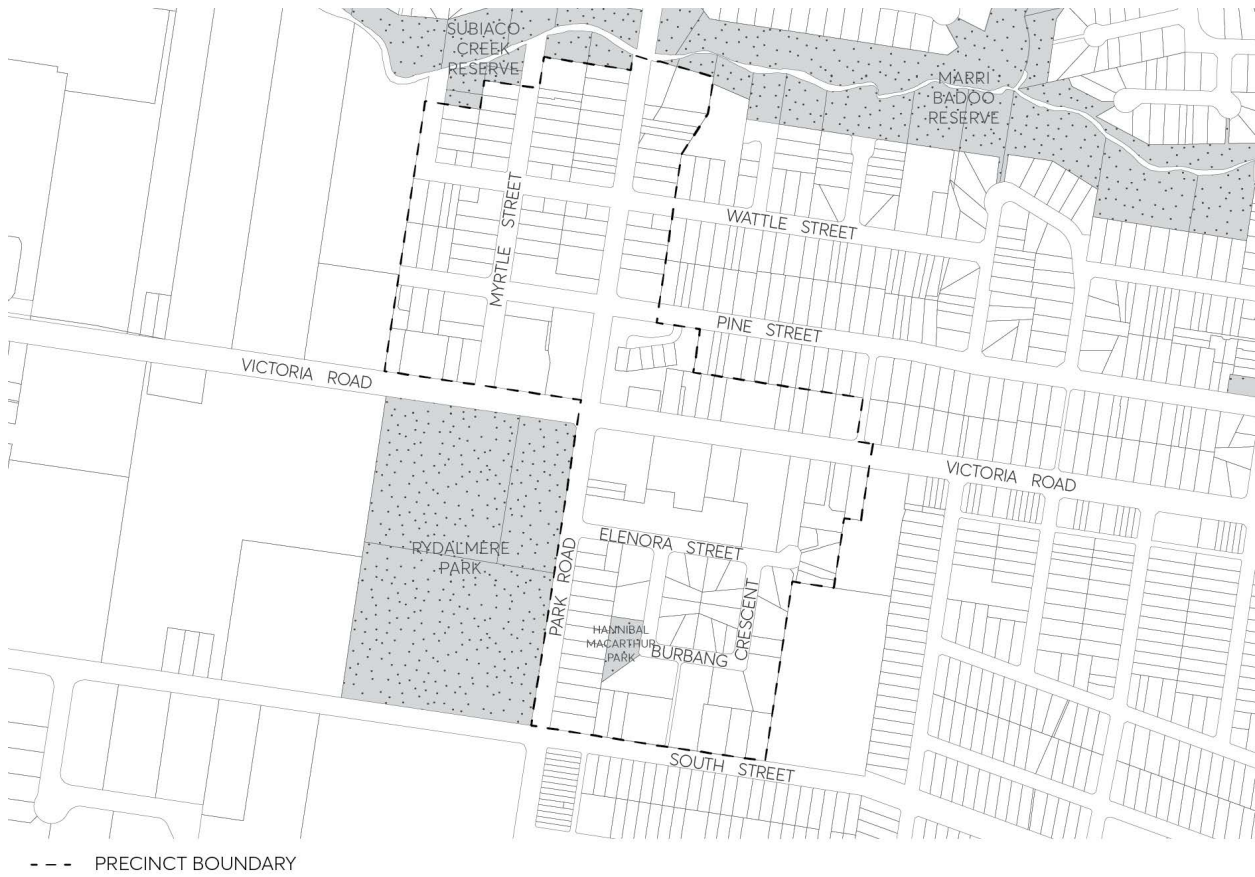 SUBIACO
CREEK
RESERVE
MARRI
BADOO
RESERVE
MYRTLE STREET
WATTLE STREET
PINE STREET
VICTORIA ROAD
VICTORIA ROAD
RYDALMERE
PARK
PARK ROAD
ELENORA STREET
HANNIBAL
MACARTHUR
PARK
BURBANG
CRESCENT
SOUTH STREET
PRECINCT BOUNDARY